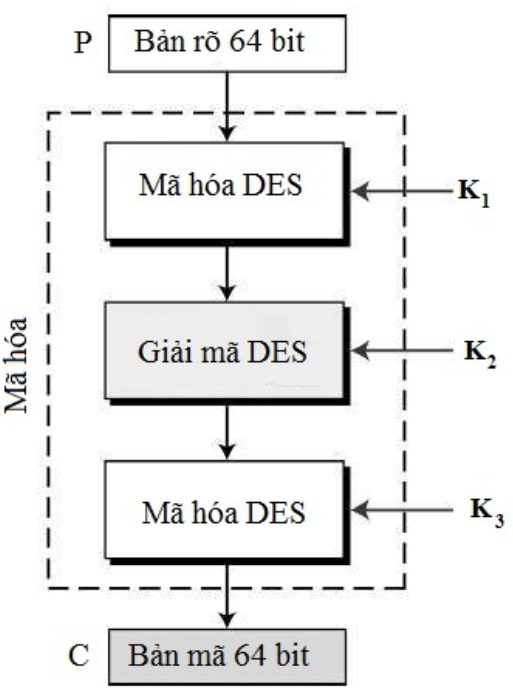 P Bản rõ 64 bit
Mã hóa DES
K1
Mã hóa
Giải mã DES
K2
Mã hóa DES
K3
C Bản mã 64 bit